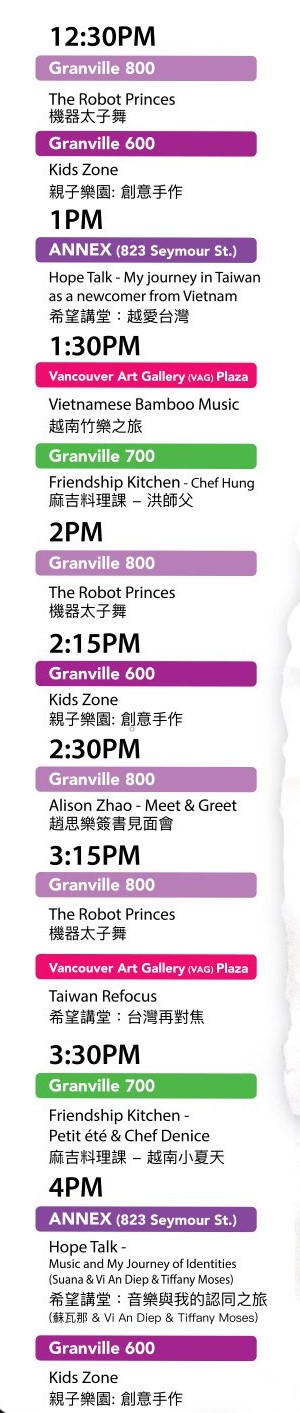 12:30PM
Granville 800
The Robot Princes
機器太子舞
Granville 600
Kids Zone
親子樂園: 創意手作
1PM
ANNEX (823 Seymour St.)
Hope Talk - My journey in Taiwan
as a newcomer from Vietnam
希望講堂：越愛台灣
1:30PM
Vancouver Art Gallery (VAG) Plaza
Vietnamese Bamboo Music
越南竹樂之旅
Granville 700
Friendship Kitchen - Chef Hung
麻吉料理課 – 洪師父
2PM
Granville 800
The Robot Princes
機器太子舞
2:15PM
Granville 600
Kids Zone
親子樂園: 創意手作
2:30PM
Granville 800
Alison Zhao - Meet & Greet
趙思樂簽書見面會
3:15PM
Granville 800
The Robot Princes
機器太子舞
Vancouver Art Gallery (VAG) Plaza
Taiwan Refocus
希望講堂：台灣再對焦
3:30PM
Granville 700
Friendship Kitchen -
Petit été & Chef Denice
麻吉料理課 – 越南小夏天
4PM
ANNEX (823 Seymour St.)
Hope Talk -
Music and My Journey of Identities
(Suana & Vi An Diep & Tiffany Moses)
希望講堂：音樂與我的認同之旅
(蘇瓦那 & Vi An Diep & Tiffany Moses)
Granville 600
Kids Zone
親子樂園: 創意手作